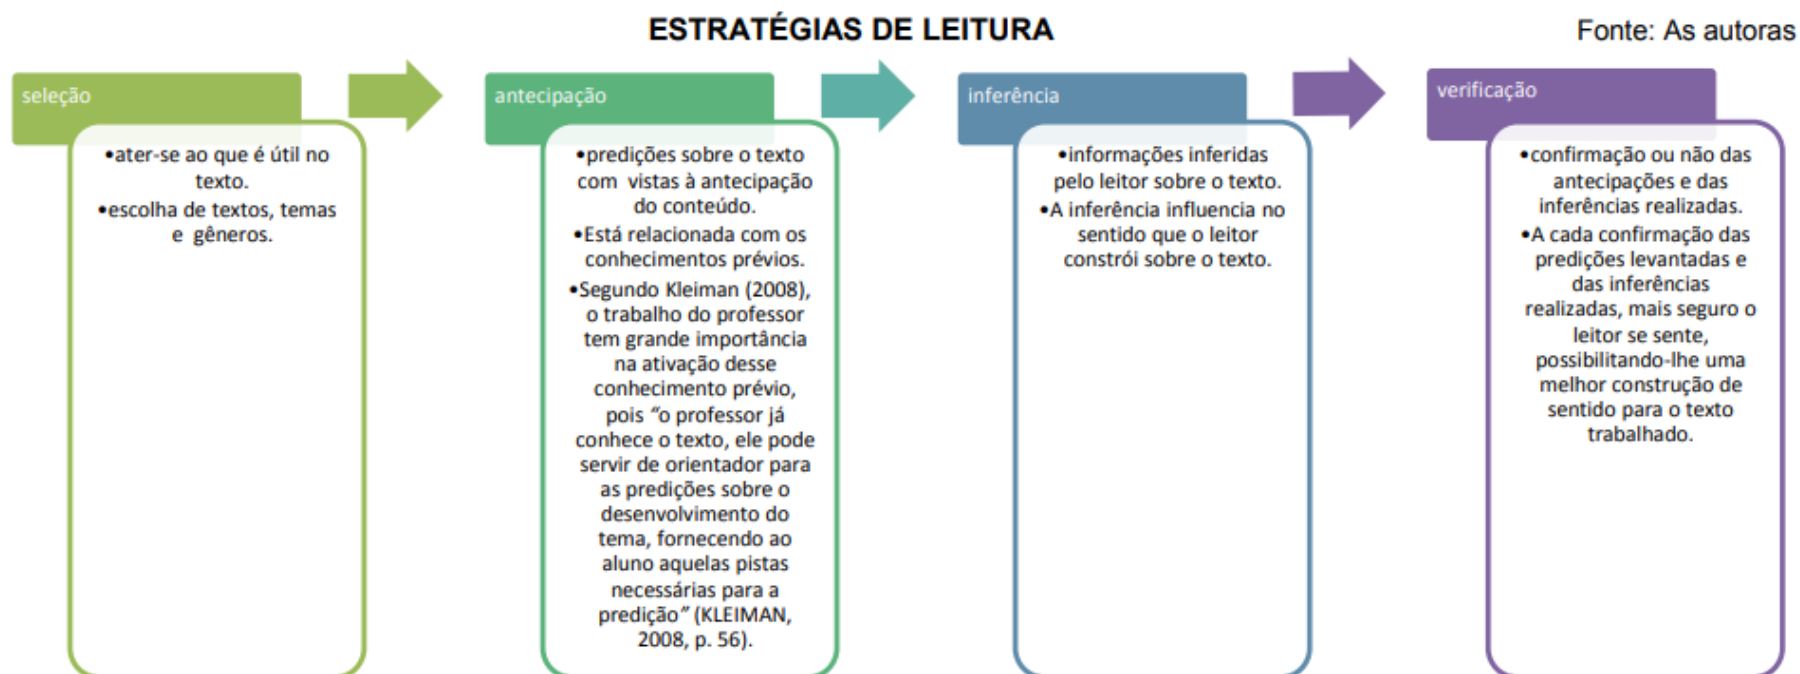 ESTRATÉGIAS DE LEITURA
Fonte: As autoras
seleção
•ater-se ao que é útil no
texto.
•escolha de textos, temas
e gêneros.
antecipação
•predições sobre o texto
com vistas à antecipação
do conteúdo.
•Está relacionada com os
conhecimentos prévios.
•Segundo Kleiman (2008),
o trabalho do professor
tem grande importância
na ativação desse
conhecimento prévio,
pois “o professor já
conhece o texto, ele pode
servir de orientador para
as predições sobre o
desenvolvimento do
tema, fornecendo ao
aluno aquelas pistas
necessárias para a
predição” (KLEIMAN,
2008, p. 56).
inferência
•informações inferidas
pelo leitor sobre o texto.
•A inferência influencia no
sentido que o leitor
constrói sobre o texto.
verificação
•confirmação ou não das
antecipações e das
inferências realizadas.
•A cada confirmação das
predições levantadas e
das inferências
realizadas, mais seguro o
leitor se sente,
possibilitando-lhe uma
melhor construção de
sentido para o texto
trabalhado.